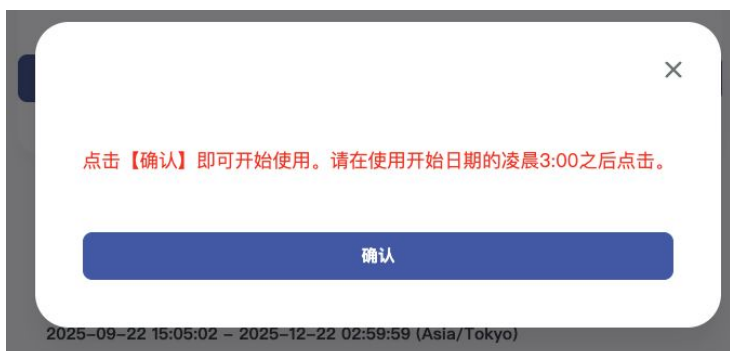 点击【确认】即可开始使用。请在使用开始日期的凌晨3:00之后点击。
确认
2025-09-22 15:05:02 - 2025-12-22 02:59:59 (Asia/Tokyo)